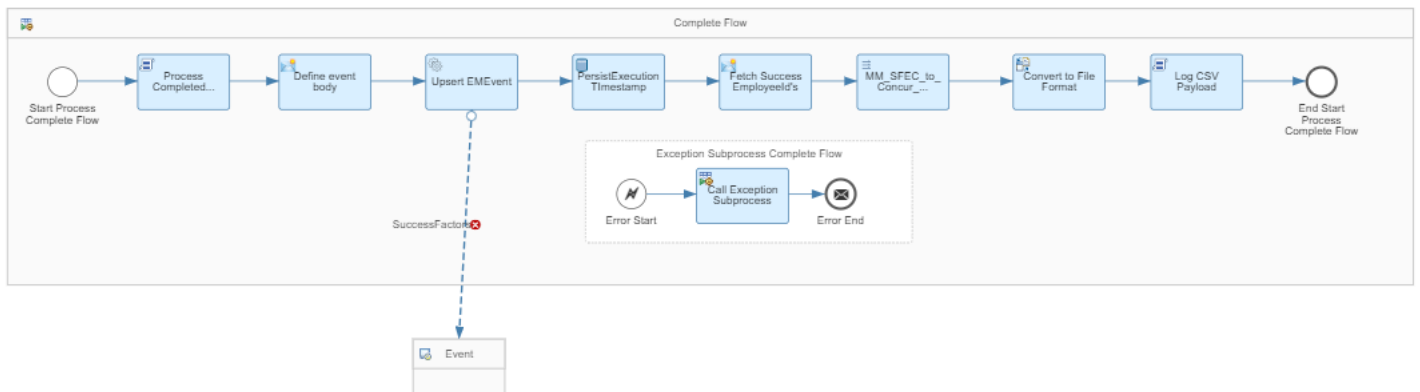 Complete Flow
Start Process
Complete Flow
Process
Completed...
Define event
body
Upsert EMEvent
PersistExecution
TImestamp
Fetch Success
EmployeeId's
MM_SFEC_to_
Concur_...
Convert to File
Format
Log CSV
Payload
End Start
Process
Complete Flow
Exception Subprocess Complete Flow
Error Start
Call Exception
Subprocess
Error End
SuccessFactors
Event